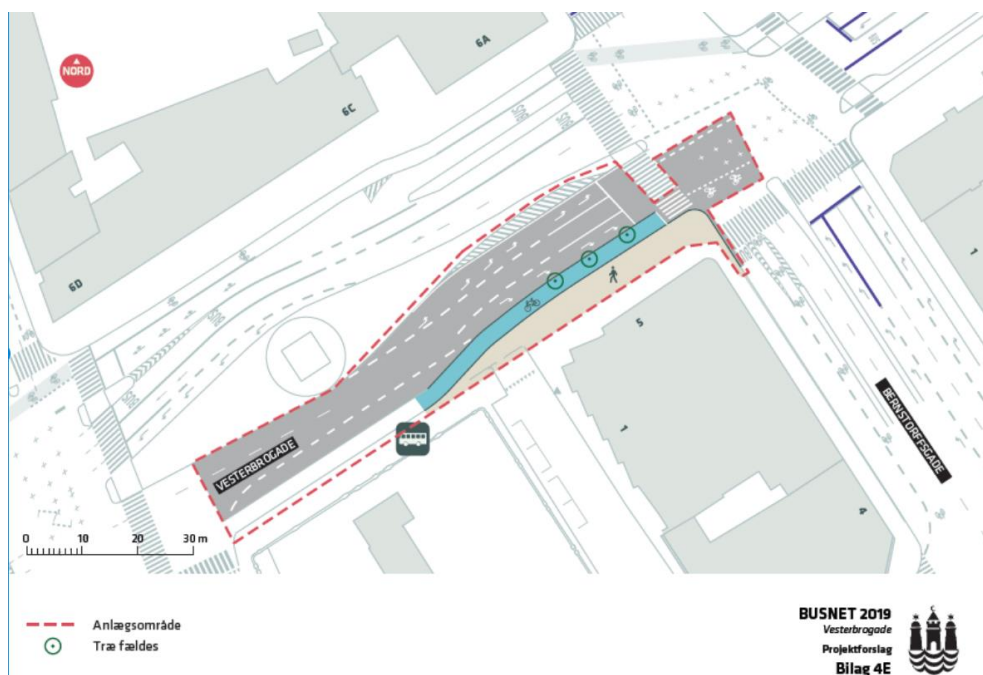 NORD
6A
6C
6D
5
1
1
4
VESTERBROGADE
BERNSTORFFSGADE
0 10 20 30 m
Anlægsområde
Træ fældes
BUSNET 2019
Vesterbrogade
Projektforslag
Bilag 4E